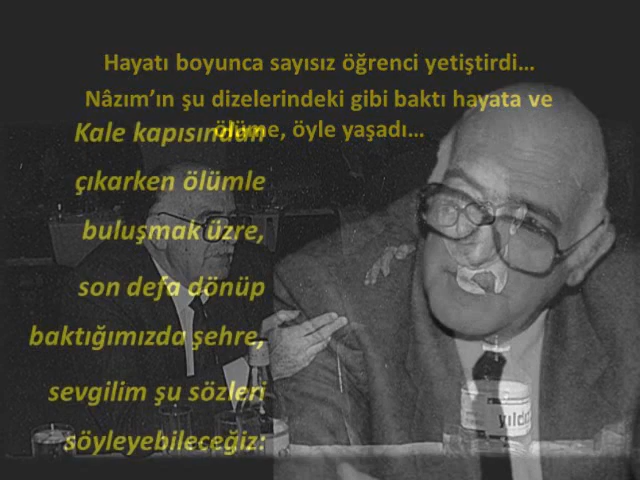 Hayatı boyunca sayısız öğrenci yetiştirdi…
Nâzım’ın şu dizelerindeki gibi baktı hayata ve
ölüme, öyle yaşadı…
Kale kapısından
çıkarken ölümle
buluşmak üzre,
son defa dönüp
baktığımızda şehre,
sevgilim şu sözleri
söyleyebileceğiz: